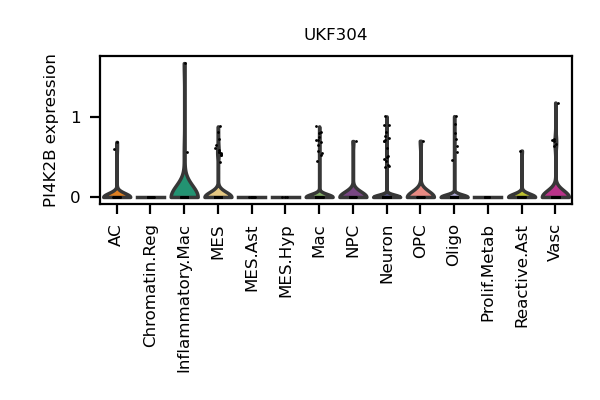 UKF304
PI4K2B expression
1
0
AC
Chromatin.Reg
Inflammatory.Mac
MES
MES.Ast
MES.Hyp
Mac
NPC
Neuron
OPC
Oligo
Prolif.Metab
Reactive.Ast
Vasc